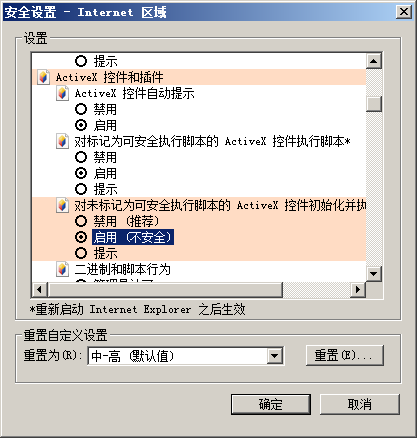 安全设置 - Internet 区域
设置
提示
ActiveX 控件和插件
ActiveX 控件自动提示
禁用
启用
对标记为可安全执行脚本的 ActiveX 控件执行脚本*
禁用
启用
提示
对未标记为可安全执行脚本的 ActiveX 控件初始化并执
禁用 (推荐)
启用 (不安全)
提示
二进制和脚本行为
*重新启动 Internet Explorer 之后生效
重置自定义设置
重置为(R): 中-高 (默认值) 重置(E)...
确定 取消